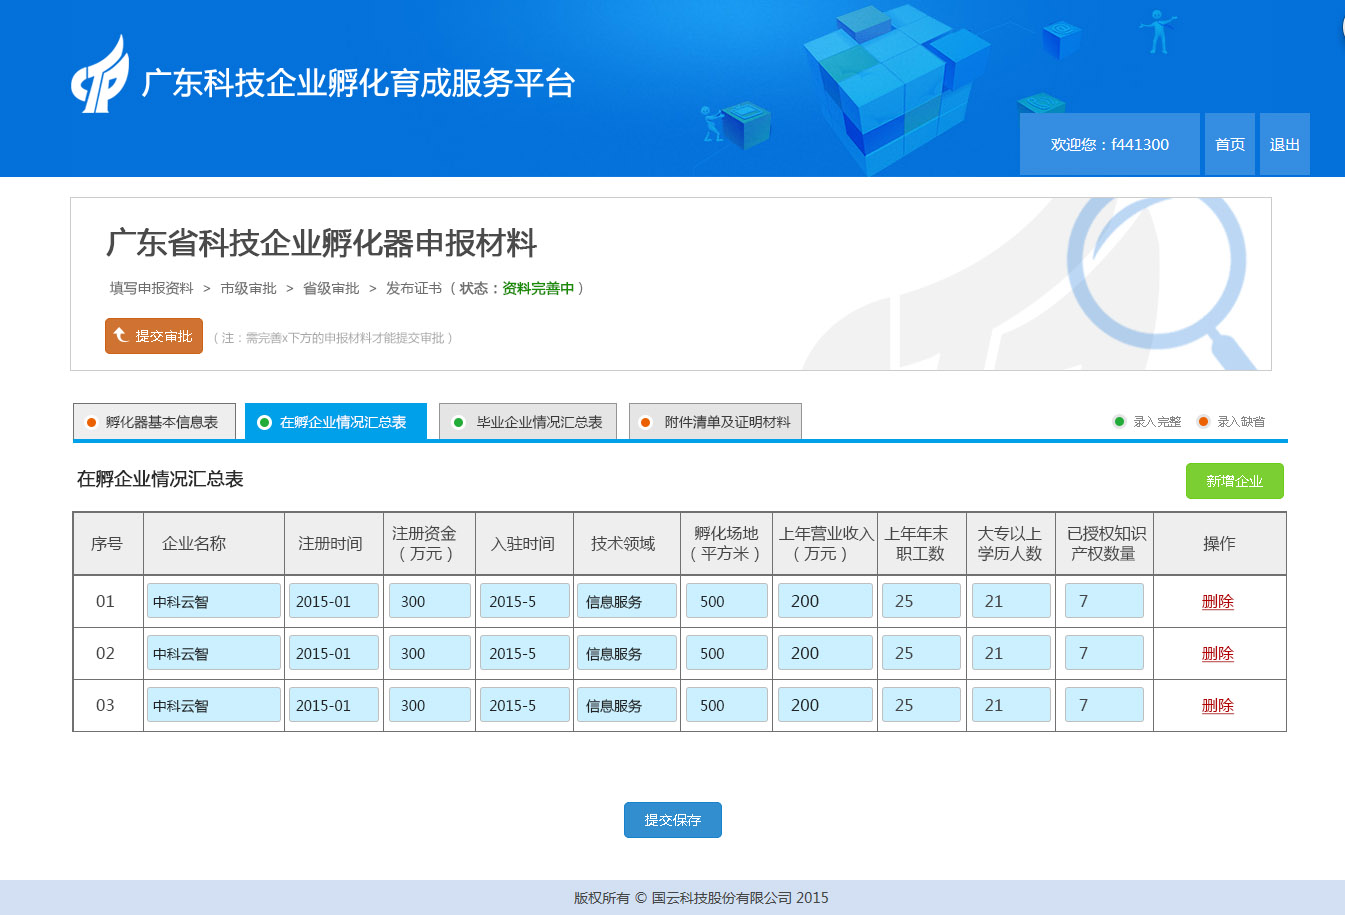 广东科技企业孵化育成服务平台
欢迎您：f441300 首页 退出
广东省科技企业孵化器申报材料
填写申报资料 > 市级审批 > 省级审批 > 发布证书（状态：资料完善中）
提交审批 （注：需完善x下方的申报材料才能提交审批）
孵化器基本信息表 在孵企业情况汇总表 毕业企业情况汇总表 附件清单及证明材料 录入完整 录入缺省
在孵企业情况汇总表 新增企业
序号 企业名称 注册时间 注册资金（万元） 入驻时间 技术领域 孵化场地（平方米） 上年营业收入（万元） 上年年末职工数 大专以上学历人数 已授权知识产权数量 操作
01 中科云智 2015-01 300 2015-5 信息服务 500 200 25 21 7 删除
02 中科云智 2015-01 300 2015-5 信息服务 500 200 25 21 7 删除
03 中科云智 2015-01 300 2015-5 信息服务 500 200 25 21 7 删除
提交保存
版权所有 © 国云科技股份有限公司 2015